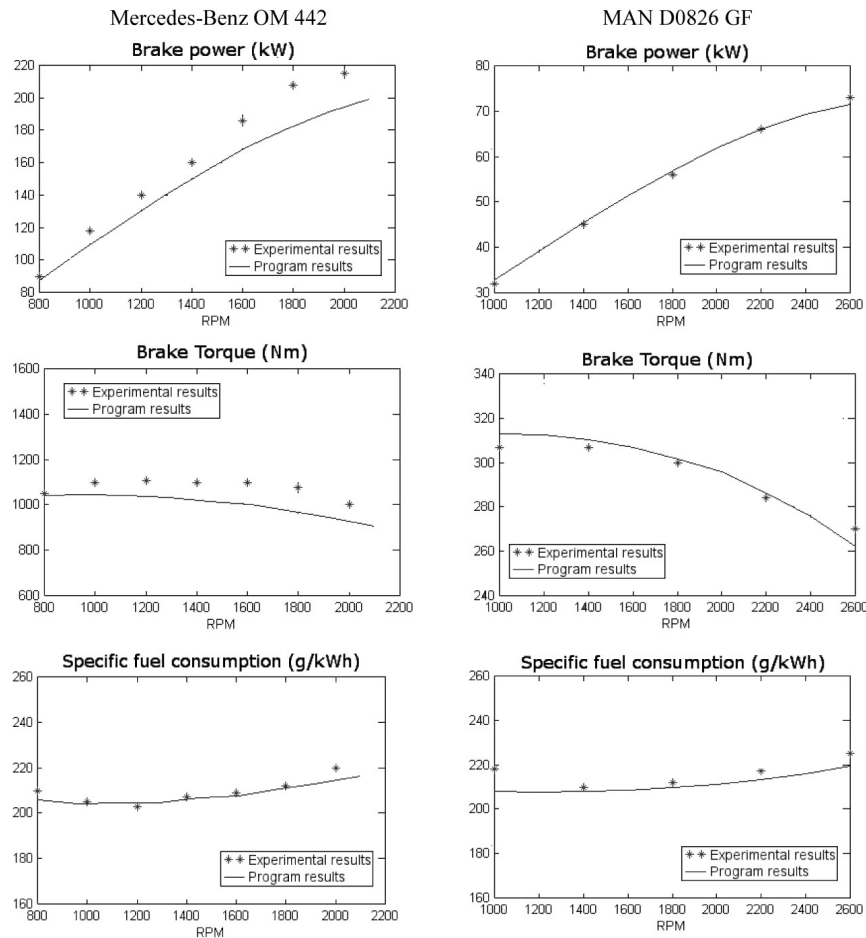 Mercedes-Benz OM 442
Brake power (kW)
220
200
180
160
140
120
100
80
800 1000 1200 1400 1600 1800 2000 2200
RPM
Experimental results
Program results
Brake Torque (Nm)
1600
1400
1200
1000
800
600
800 1000 1200 1400 1600 1800 2000 2200
RPM
Experimental results
Program results
Specific fuel consumption (g/kWh)
260
240
220
200
180
160
800 1000 1200 1400 1600 1800 2000 2200
RPM
Experimental results
Program results
MAN D0826 GF
Brake power (kW)
80
70
60
50
40
30
1000 1200 1400 1600 1800 2000 2200 2400 2600
RPM
Experimental results
Program results
Brake Torque (Nm)
340
320
300
280
260
240
1000 1200 1400 1600 1800 2000 2200 2400 2600
RPM
Experimental results
Program results
Specific fuel consumption (g/kWh)
260
240
220
200
180
160
1000 1200 1400 1600 1800 2000 2200 2400 2600
RPM
Experimental results
Program results